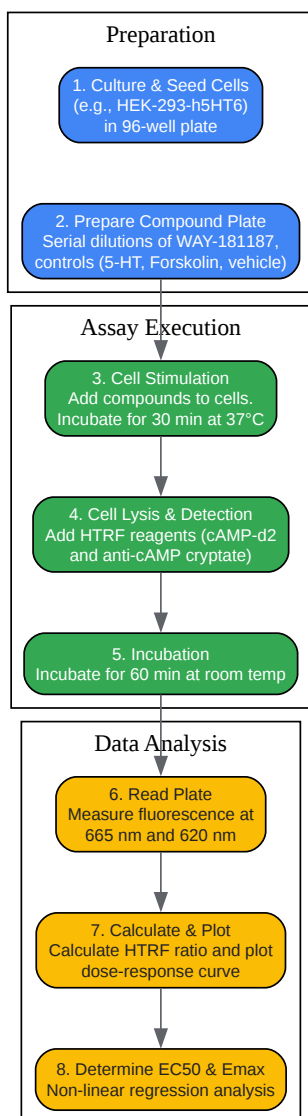 Preparation
1. Culture & Seed Cells
(e.g., HEK-293-h5HT6)
in 96-well plate
2. Prepare Compound Plate
Serial dilutions of WAY-181187,
controls (5-HT, Forskolin, vehicle)
Assay Execution
3. Cell Stimulation
Add compounds to cells.
Incubate for 30 min at 37°C
4. Cell Lysis & Detection
Add HTRF reagents (cAMP-d2
and anti-cAMP cryptate)
5. Incubation
Incubate for 60 min at room temp
Data Analysis
6. Read Plate
Measure fluorescence at
665 nm and 620 nm
7. Calculate & Plot
Calculate HTRF ratio and plot
dose-response curve
8. Determine EC50 & Emax
Non-linear regression analysis